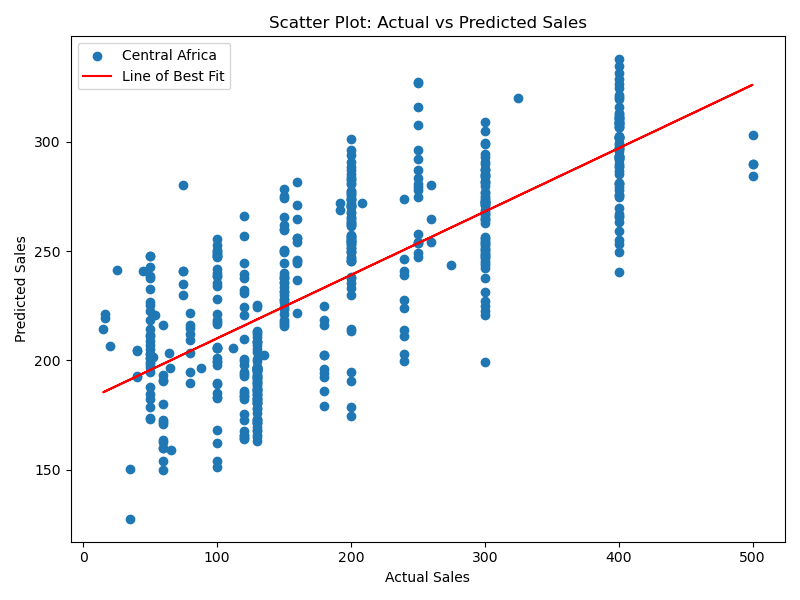 Scatter Plot: Actual vs Predicted Sales
Central Africa
Line of Best Fit
Predicted Sales
300
250
200
150
0
100
200
300
400
500
Actual Sales